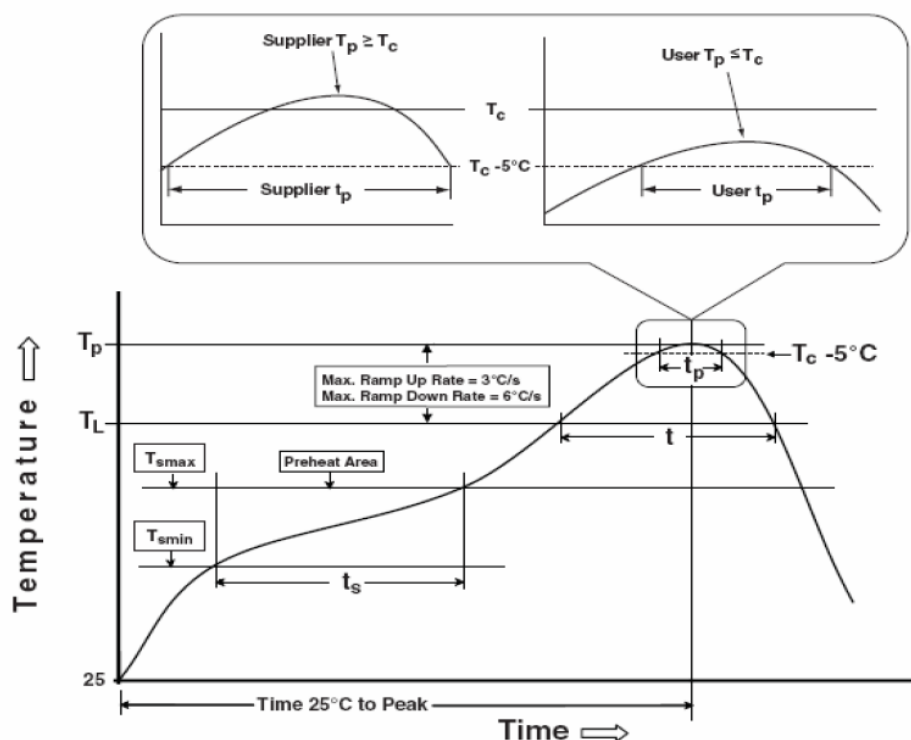 Supplier Tp ≥ Tc
User Tp ≤ Tc
Tc
Tc -5°C
Supplier tp
User tp
Tp
Tc -5°C
tp
Max. Ramp Up Rate = 3°C/s
Max. Ramp Down Rate = 6°C/s
TL
t
Tsmax
Preheat Area
Tsmin
ts
Temperature
25
Time 25°C to Peak
Time